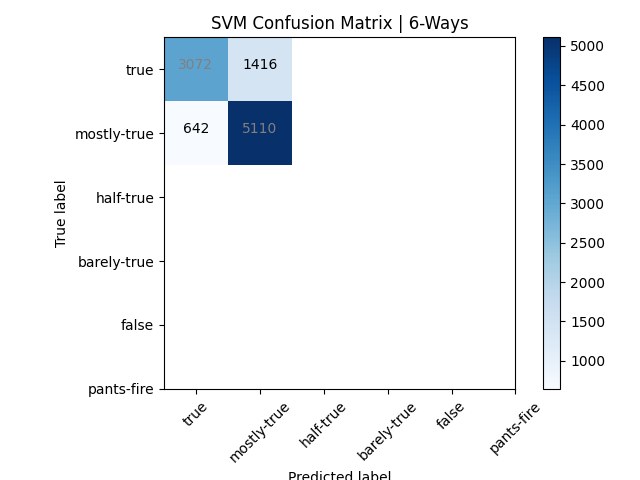 SVM Confusion Matrix | 6-Ways
true 3072 1416
mostly-true 642 5110
half-true
barely-true
false
pants-fire
True label
true mostly-true half-true barely-true false pants-fire
Predicted label
5000
4500
4000
3500
3000
2500
2000
1500
1000